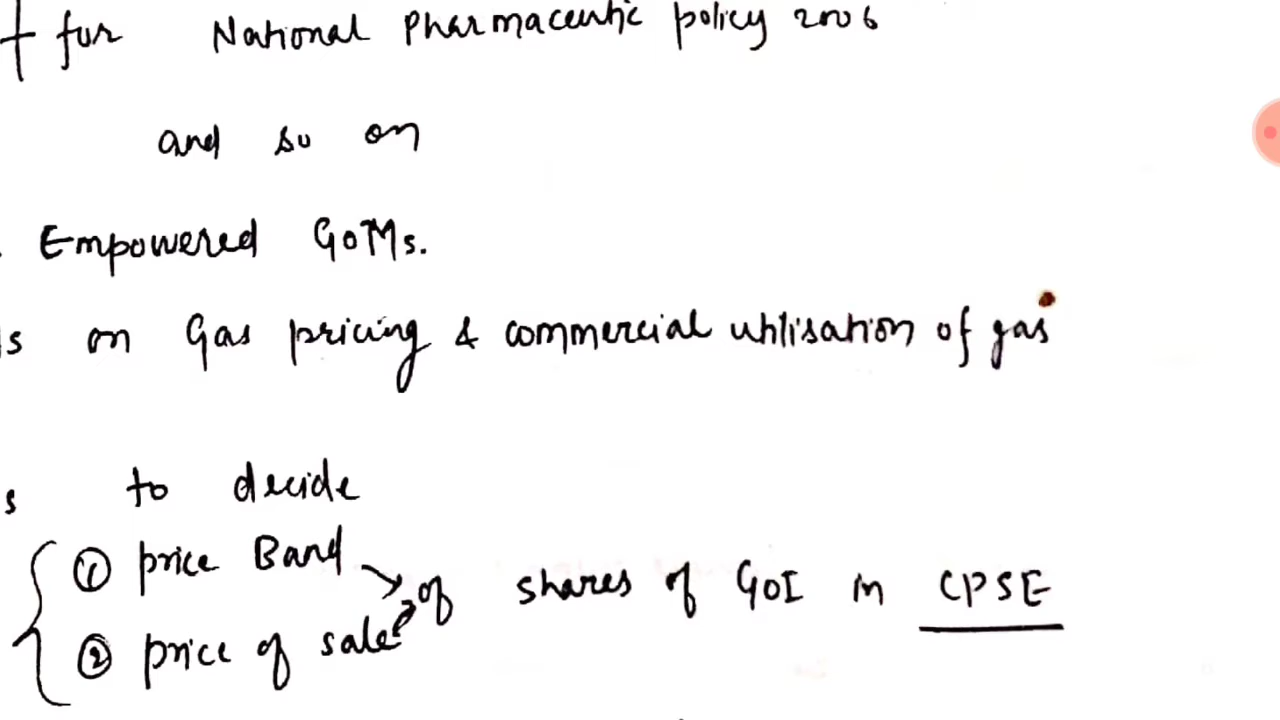 + for National Pharmaceutic policy 2006
and so on
Empowered GoMs.
s on Gas pricing & commercial utilisation of gas
s to decide
① price Band
of shares of GOI in CPSE
② price of sale